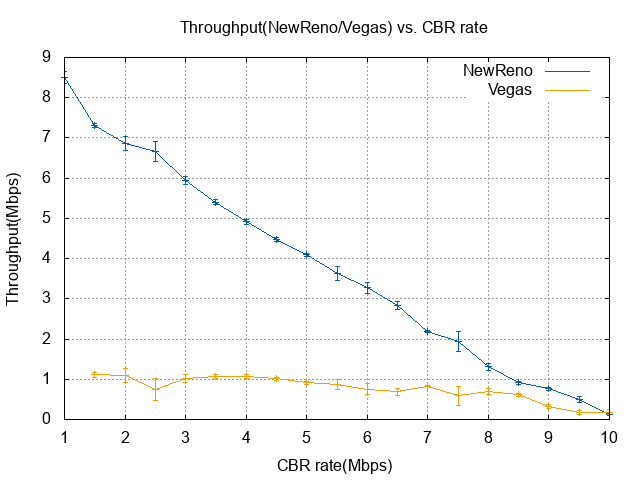 Throughput(NewReno/Vegas) vs. CBR rate
NewReno
Vegas
Throughput(Mbps)
9
8
7
6
5
4
3
2
1
0
1 2 3 4 5 6 7 8 9 10
CBR rate(Mbps)